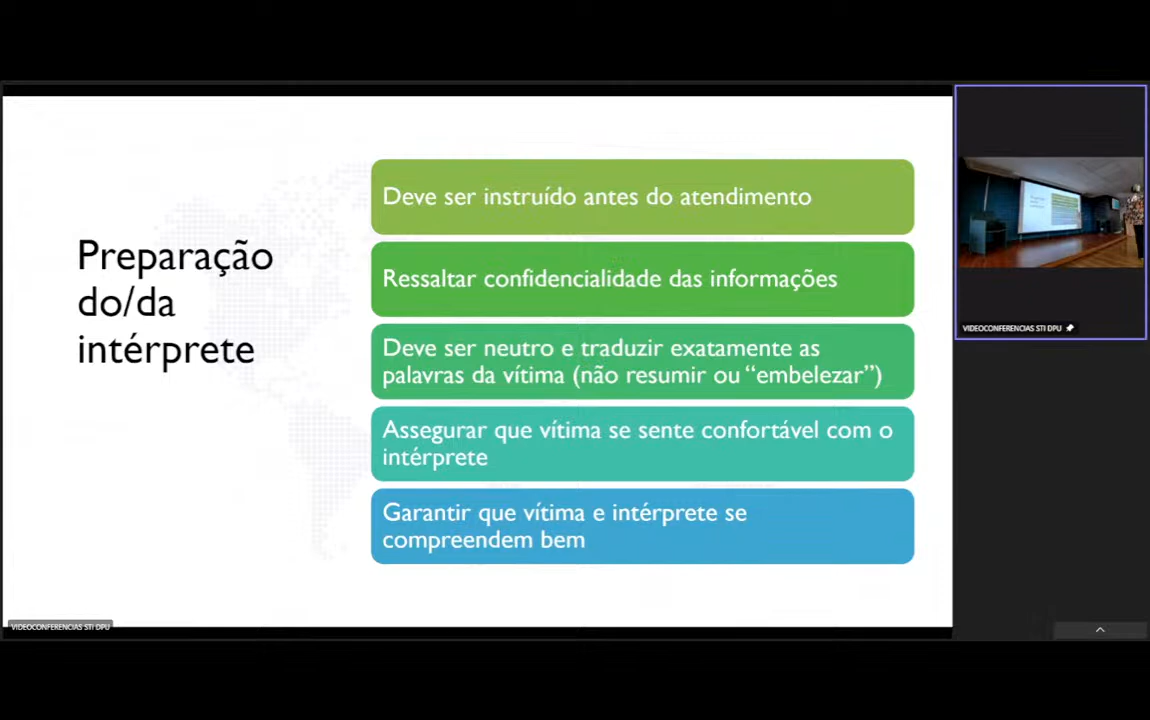 Preparação
do/da
intérprete
Deve ser instruído antes do atendimento
Ressaltar confidencialidade das informações
Deve ser neutro e traduzir exatamente as
palavras da vítima (não resumir ou “embelezar”)
Assegurar que vítima se sente confortável com o
intérprete
Garantir que vítima e intérprete se
compreendem bem
VIDEOCONFERENCIAS STI DPU
VIDEOCONFERENCIAS STI DPU